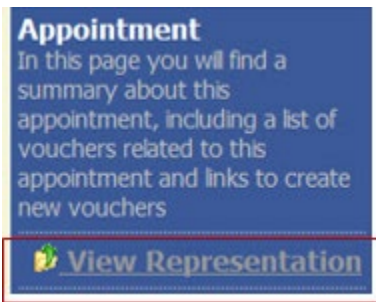 Appointment
In this page you will find a
summary about this
appointment, including a list of
vouchers related to this
appointment and links to create
new vouchers
View Representation